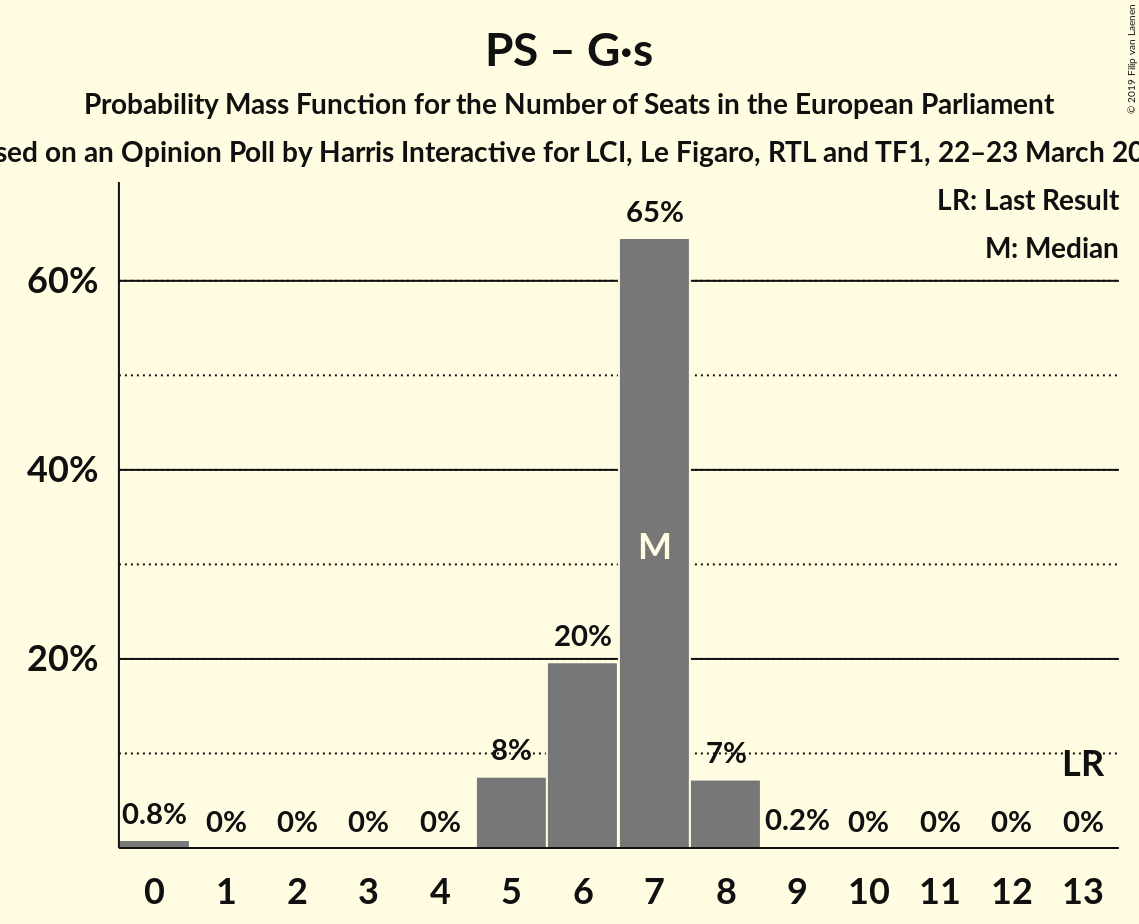 PS – G·s
Probability Mass Function for the Number of Seats in the European Parliament
sed on an Opinion Poll by Harris Interactive for LCI, Le Figaro, RTL and TF1, 22–23 March 20
© 2019 Filip van Laenen
LR: Last Result
M: Median
65%
60%
40%
M
20%
20%
8%
7%
LR
0.8%
0%
0%
0%
0%
0.2%
0%
0%
0%
0%
0 1 2 3 4 5 6 7 8 9 10 11 12 13